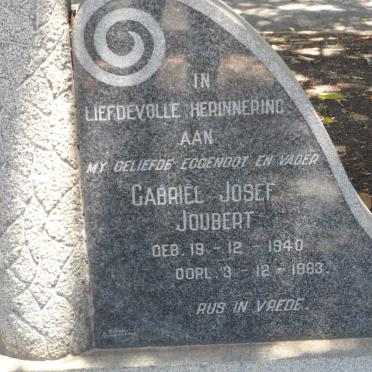 IN
LIEFDEVOLLE HERINNERING
AAN
MY GELIEFDE EGGENOOT EN VADER
GABRIËL JOSEF
JOUBERT
GEB. 19 - 12 - 1940
OORL. 3 - 12 - 1983.
RUS IN VREDE.